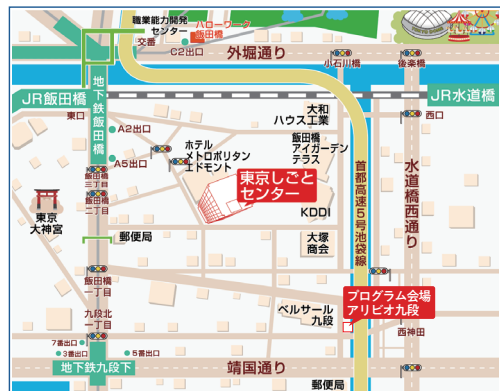 職業能力開発
センター
交番
ハローワーク
飯田橋
C2出口
外堀通り
小石川橋
後楽橋
JR飯田橋
JR水道橋
東口
西口
地下鉄飯田橋
A2出口
A5出口
ホテル
メトロポリタン
エドモント
大和
ハウス工業
飯田橋
アイガーデン
テラス
東京しごと
センター
KDDI
首都高速5号池袋線
水道橋西通り
飯田橋
三丁目
飯田橋
二丁目
東京
大神宮
郵便局
大塚
商会
飯田橋
一丁目
プログラム会場
アリビオ九段
ベルサール
九段
西神田
九段北
一丁目
7番出口
3番出口
5番出口
地下鉄九段下
靖国通り
郵便局